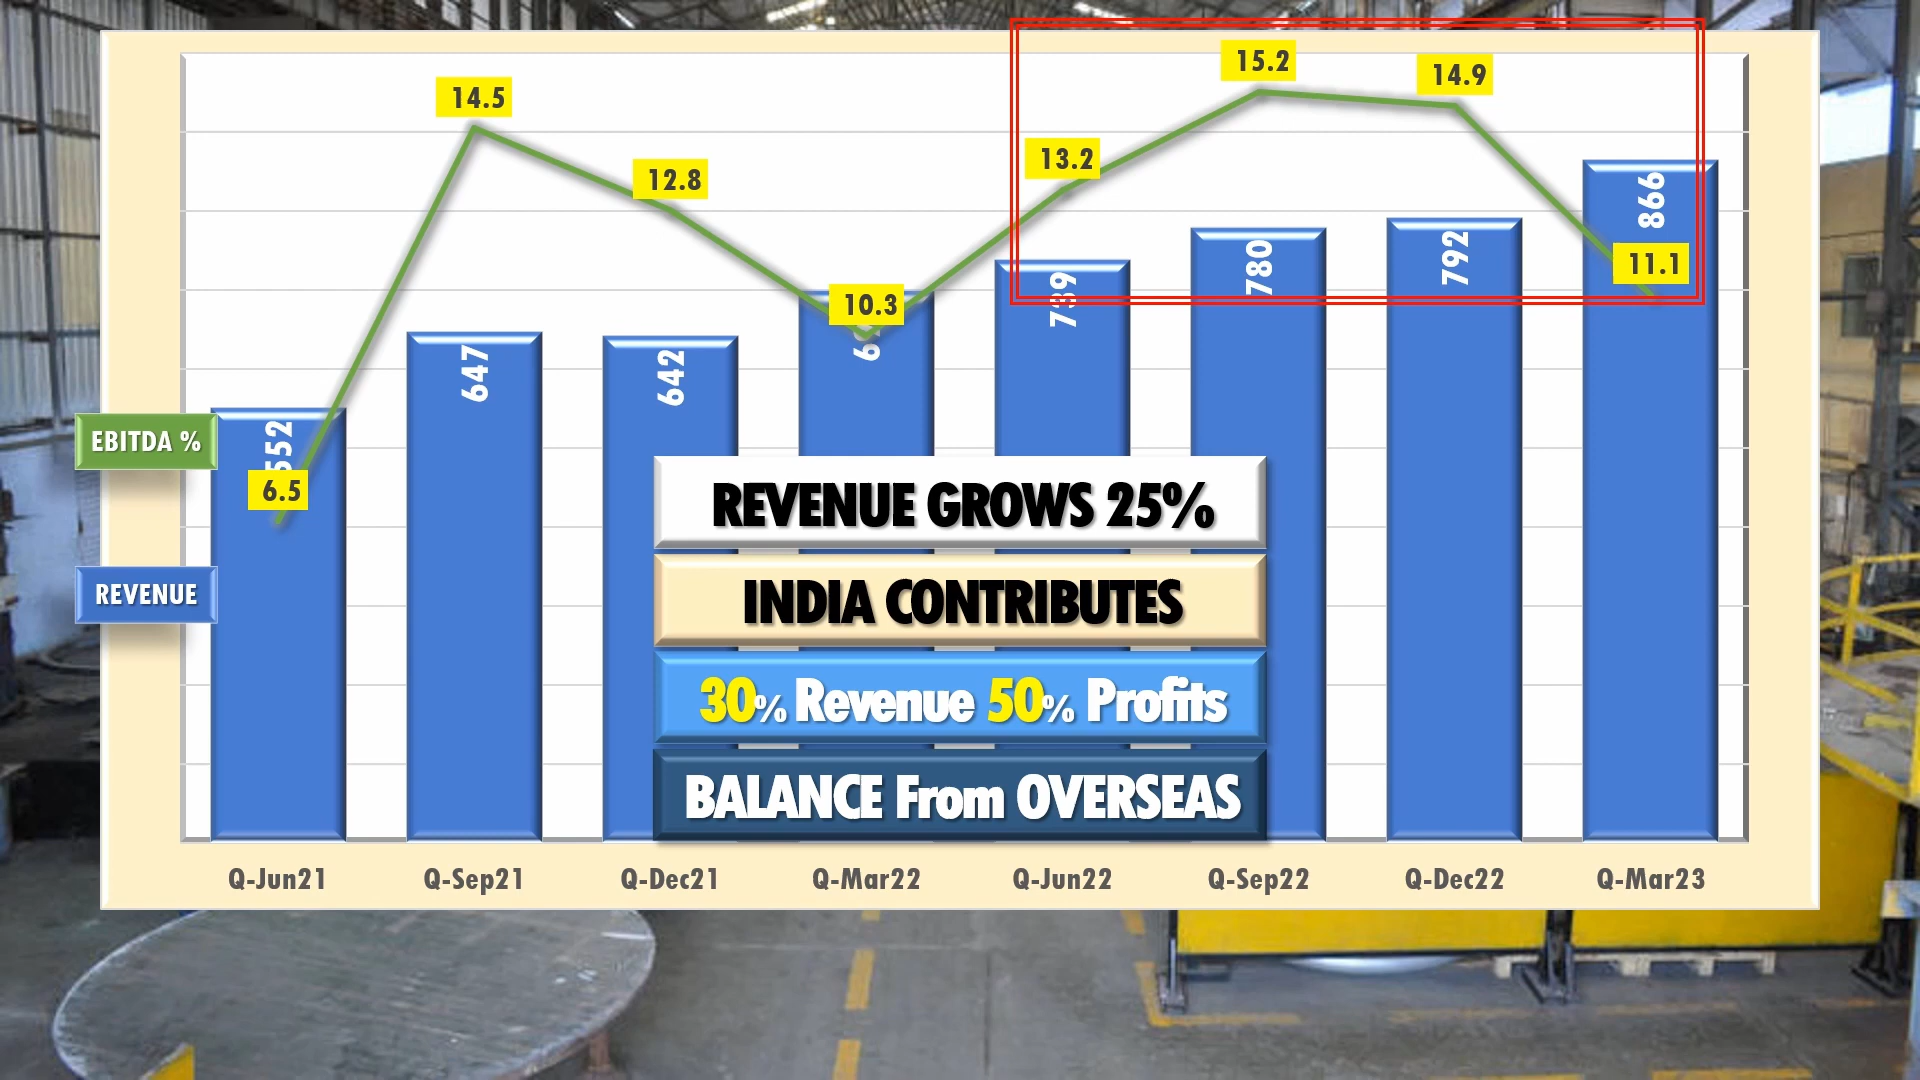 15.2
14.9
14.5
13.2
12.8
866
11.1
792
780
739
10.3
647
642
552
6.5
EBITDA %
REVENUE
REVENUE GROWS 25%
INDIA CONTRIBUTES
30% Revenue 50% Profits
BALANCE From OVERSEAS
Q-Jun21 Q-Sep21 Q-Dec21 Q-Mar22 Q-Jun22 Q-Sep22 Q-Dec22 Q-Mar23